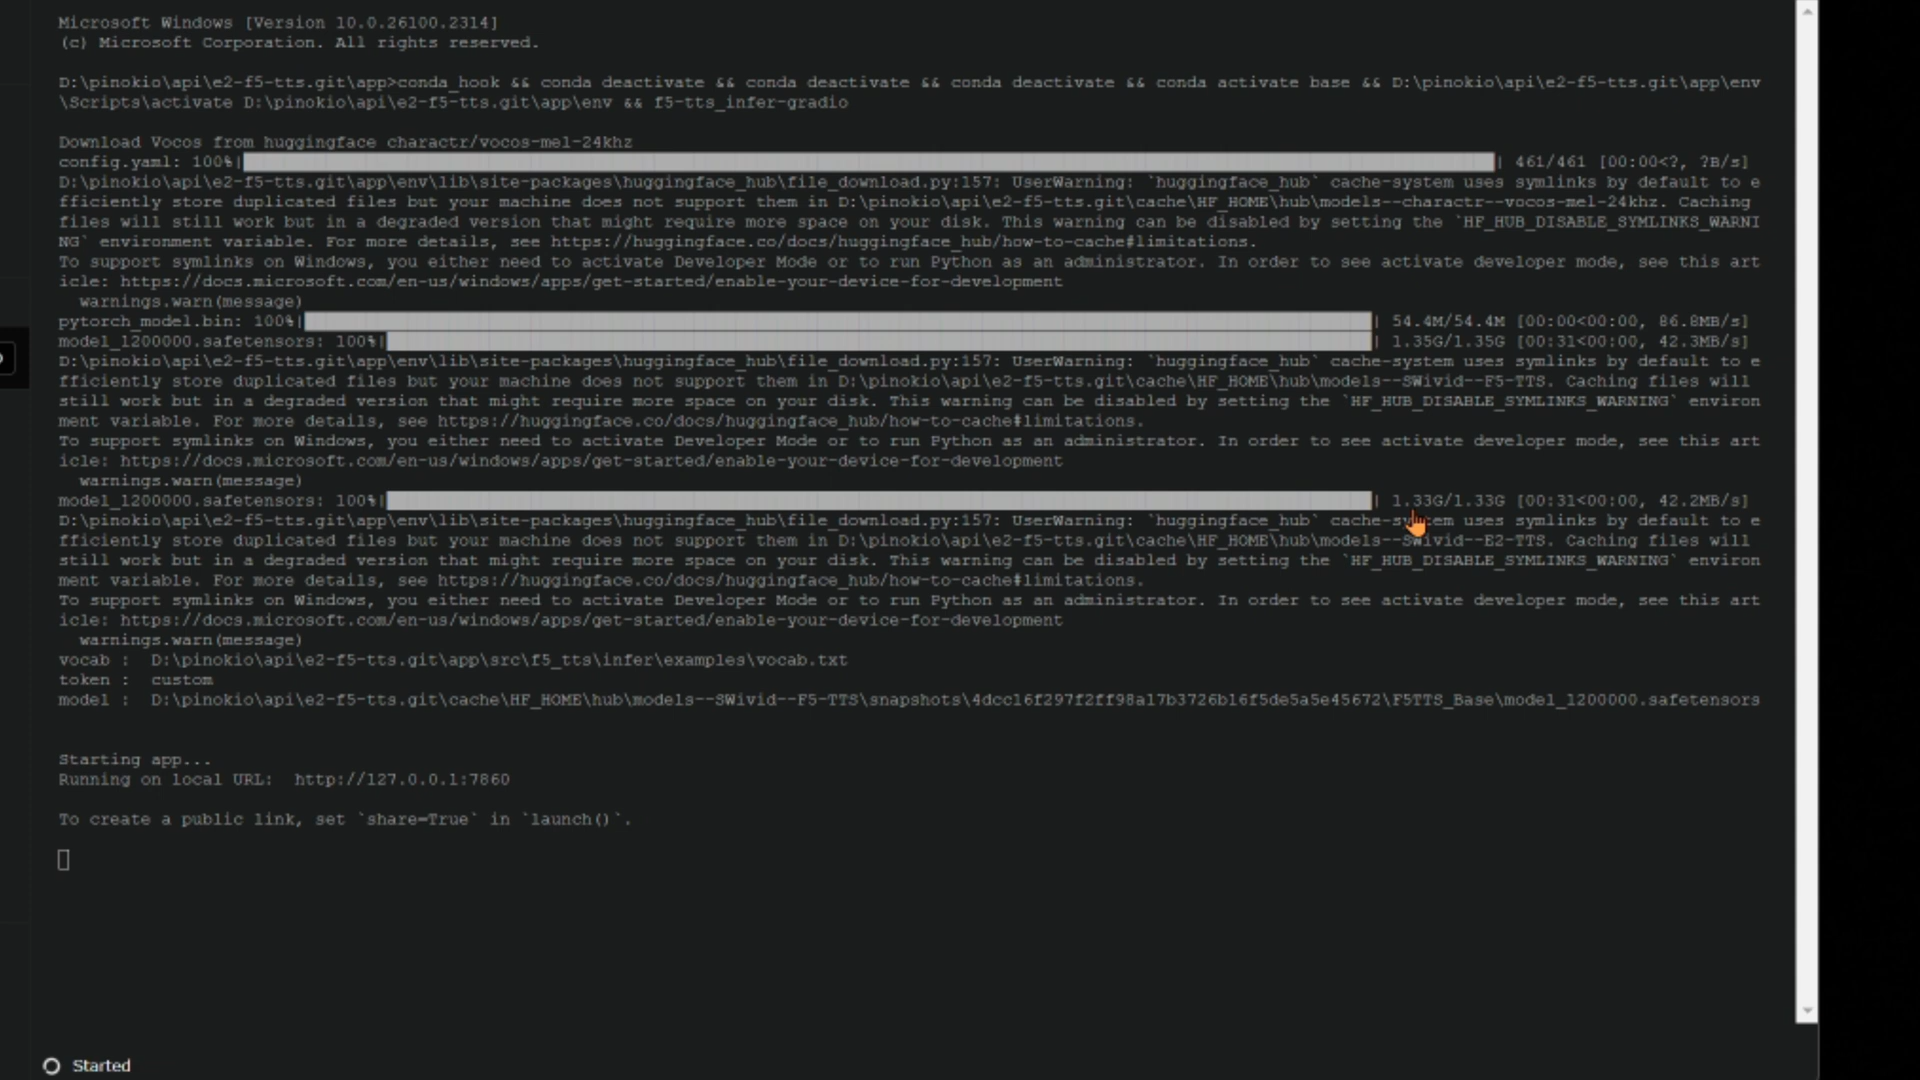 Microsoft Windows [Version 10.0.26100.2314]
(c) Microsoft Corporation. All rights reserved.
D:\pinokio\api\e2-f5-tts.git\app>conda_hook && conda deactivate && conda deactivate && conda deactivate && conda activate base && D:\pinokio\api\e2-f5-tts.git\app\env
\Scripts\activate D:\pinokio\api\e2-f5-tts.git\app\env && f5-tts_infer-gradio
Download Vocos from huggingface charactr/vocos-mel-24khz
config.yaml: 100%| | 461/461 [00:00<?, ?B/s]
D:\pinokio\api\e2-f5-tts.git\app\env\lib\site-packages\huggingface_hub\file_download.py:157: UserWarning: `huggingface_hub` cache-system uses symlinks by default to e
fficiently store duplicated files but your machine does not support them in D:\pinokio\api\e2-f5-tts.git\cache\HF_HOME\hub\models--charactr--vocos-mel-24khz. Caching
files will still work but in a degraded version that might require more space on your disk. This warning can be disabled by setting the `HF_HUB_DISABLE_SYMLINKS_WARNI
NG` environment variable. For more details, see https://huggingface.co/docs/huggingface_hub/how-to-cache#limitations.
To support symlinks on Windows, you either need to activate Developer Mode or to run Python as an administrator. In order to see activate developer mode, see this art
icle: https://docs.microsoft.com/en-us/windows/apps/get-started/enable-your-device-for-development
warnings.warn(message)
pytorch_model.bin: 100%| | 54.4M/54.4M [00:00<00:00, 86.8MB/s]
model_1200000.safetensors: 100%| | 1.35G/1.35G [00:31<00:00, 42.3MB/s]
D:\pinokio\api\e2-f5-tts.git\app\env\lib\site-packages\huggingface_hub\file_download.py:157: UserWarning: `huggingface_hub` cache-system uses symlinks by default to e
fficiently store duplicated files but your machine does not support them in D:\pinokio\api\e2-f5-tts.git\cache\HF_HOME\hub\models--SWivid--F5-TTS. Caching files will
still work but in a degraded version that might require more space on your disk. This warning can be disabled by setting the `HF_HUB_DISABLE_SYMLINKS_WARNING` environ
ment variable. For more details, see https://huggingface.co/docs/huggingface_hub/how-to-cache#limitations.
To support symlinks on Windows, you either need to activate Developer Mode or to run Python as an administrator. In order to see activate developer mode, see this art
icle: https://docs.microsoft.com/en-us/windows/apps/get-started/enable-your-device-for-development
warnings.warn(message)
model_1200000.safetensors: 100%| | 1.33G/1.33G [00:31<00:00, 42.2MB/s]
D:\pinokio\api\e2-f5-tts.git\app\env\lib\site-packages\huggingface_hub\file_download.py:157: UserWarning: `huggingface_hub` cache-system uses symlinks by default to e
fficiently store duplicated files but your machine does not support them in D:\pinokio\api\e2-f5-tts.git\cache\HF_HOME\hub\models--SWivid--E2-TTS. Caching files will
still work but in a degraded version that might require more space on your disk. This warning can be disabled by setting the `HF_HUB_DISABLE_SYMLINKS_WARNING` environ
ment variable. For more details, see https://huggingface.co/docs/huggingface_hub/how-to-cache#limitations.
To support symlinks on Windows, you either need to activate Developer Mode or to run Python as an administrator. In order to see activate developer mode, see this art
icle: https://docs.microsoft.com/en-us/windows/apps/get-started/enable-your-device-for-development
warnings.warn(message)
vocab : D:\pinokio\api\e2-f5-tts.git\app\src\f5_tts\infer\examples\vocab.txt
token : custom
model : D:\pinokio\api\e2-f5-tts.git\cache\HF_HOME\hub\models--SWivid--F5-TTS\snapshots\4dcc16f297f2ff98a17b3726b16f5de5a5e45672\F5TTS_Base\model_1200000.safetensors
Starting app...
Running on local URL: http://127.0.0.1:7860
To create a public link, set `share=True` in `launch()`.
Started